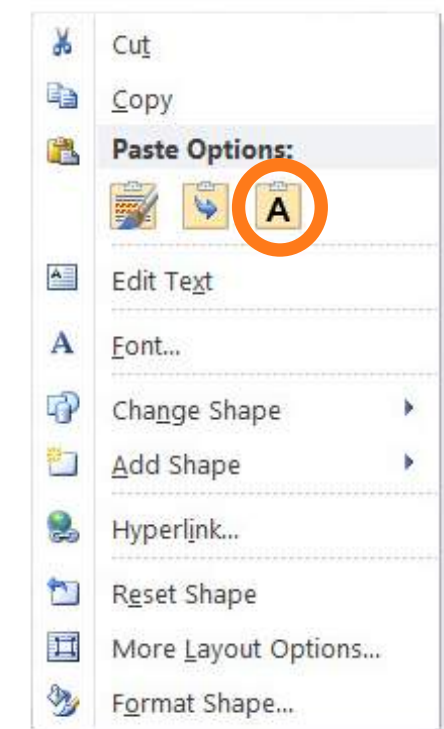 Cut
Copy
Paste Options:
A
Edit Text
A Font...
Change Shape
Add Shape
Hyperlink...
Reset Shape
More Layout Options...
Format Shape...